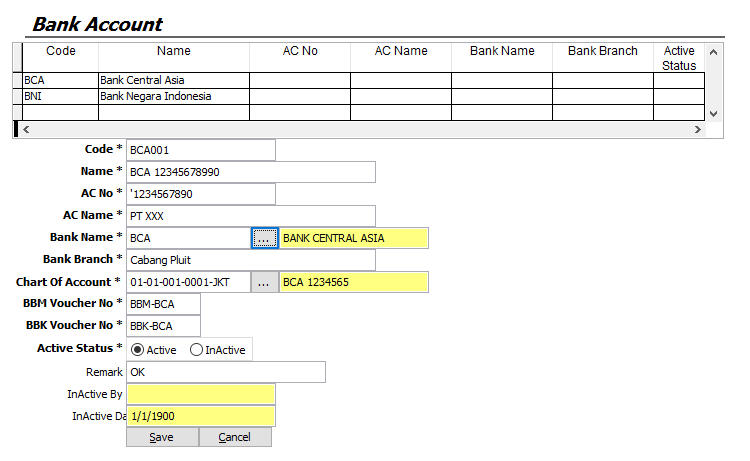 Bank Account
Code Name AC No AC Name Bank Name Bank Branch Active Status
BCA Bank Central Asia
BNI Bank Negara Indonesia
Code * BCA001
Name * BCA 12345678990
AC No * '1234567890
AC Name * PT XXX
Bank Name * BCA ... BANK CENTRAL ASIA
Bank Branch * Cabang Pluit
Chart Of Account * 01-01-001-0001-JKT ... BCA 1234565
BBM Voucher No * BBM-BCA
BBK Voucher No * BBK-BCA
Active Status * Active InActive
Remark OK
InActive By
InActive Da 1/1/1900
Save Cancel